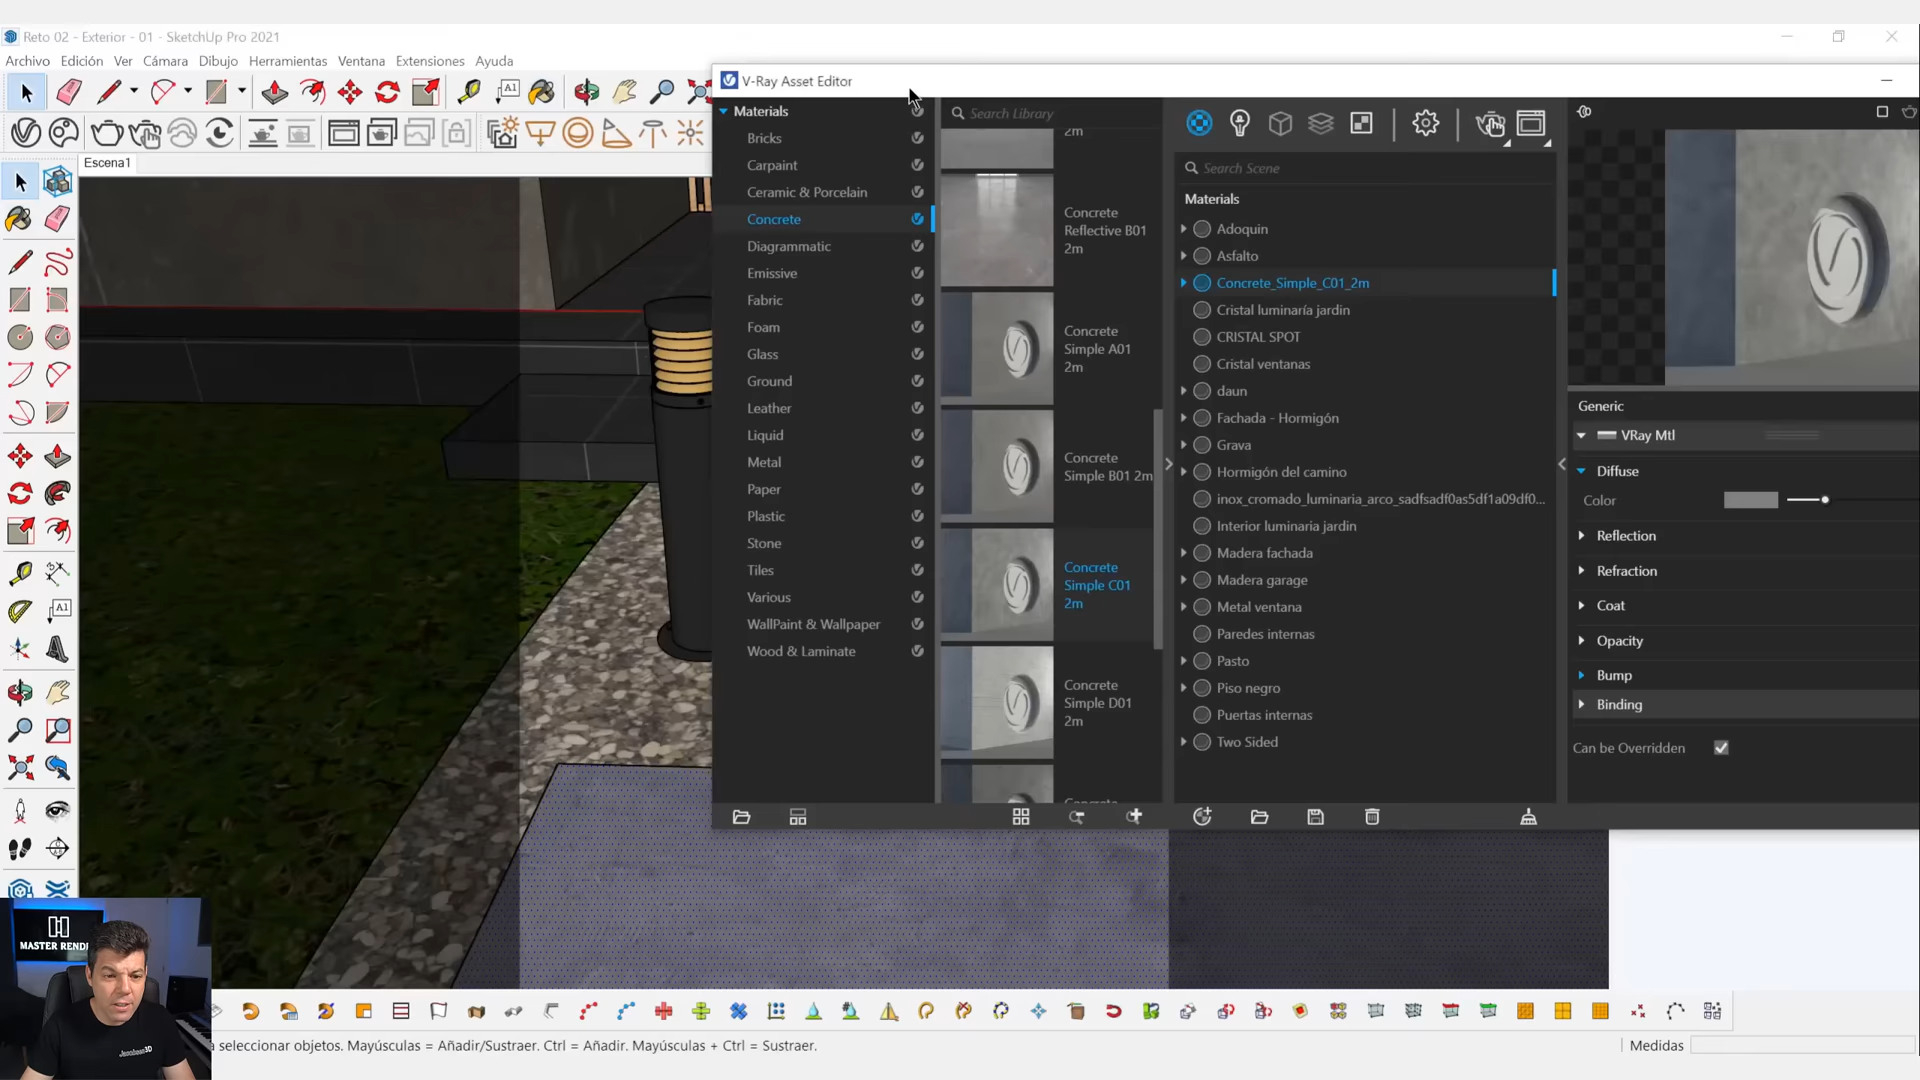 Reto 02 - Exterior - 01 - SketchUp Pro 2021
Archivo Edición Ver Cámara Dibujo Herramientas Ventana Extensiones Ayuda
Escena1
V-Ray Asset Editor
Materials
Bricks
Carpaint
Ceramic & Porcelain
Concrete
Diagrammatic
Emissive
Fabric
Foam
Glass
Ground
Leather
Liquid
Metal
Paper
Plastic
Stone
Tiles
Various
WallPaint & Wallpaper
Wood & Laminate
Search Library
2m
Concrete
Reflective B01
2m
Concrete
Simple A01
2m
Concrete
Simple B01 2m
Concrete
Simple C01
2m
Concrete
Simple D01
2m
Search Scene
Materials
Adoquin
Asfalto
Concrete_Simple_C01_2m
Cristal luminaría jardin
CRISTAL SPOT
Cristal ventanas
daun
Fachada - Hormigón
Grava
Hormigón del camino
inox_cromado_luminaria_arco_sadfsadf0as5df1a09df0...
Interior luminaria jardin
Madera fachada
Madera garage
Metal ventana
Paredes internas
Pasto
Piso negro
Puertas internas
Two Sided
Generic
VRay Mtl
Diffuse
Color
Reflection
Refraction
Coat
Opacity
Bump
Binding
Can be Overridden
A1
A1
MASTER RENDE
seleccionar objetos. Mayúsculas = Añadir/Sustraer. Ctrl = Añadir. Mayúsculas + Ctrl = Sustraer.
Medidas